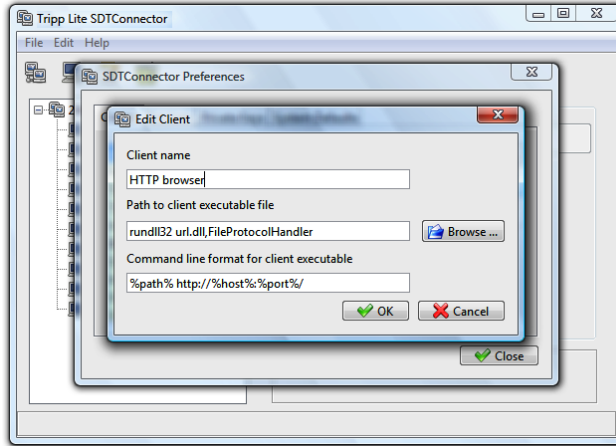 Tripp Lite SDTConnector
File Edit Help
SDTConnector Preferences
2
Edit Client
Client name
HTTP browser
Path to client executable file
rundll32 url.dll,FileProtocolHandler
Browse ...
Command line format for client executable
%path% http://%host%:%port%/
OK Cancel
Close